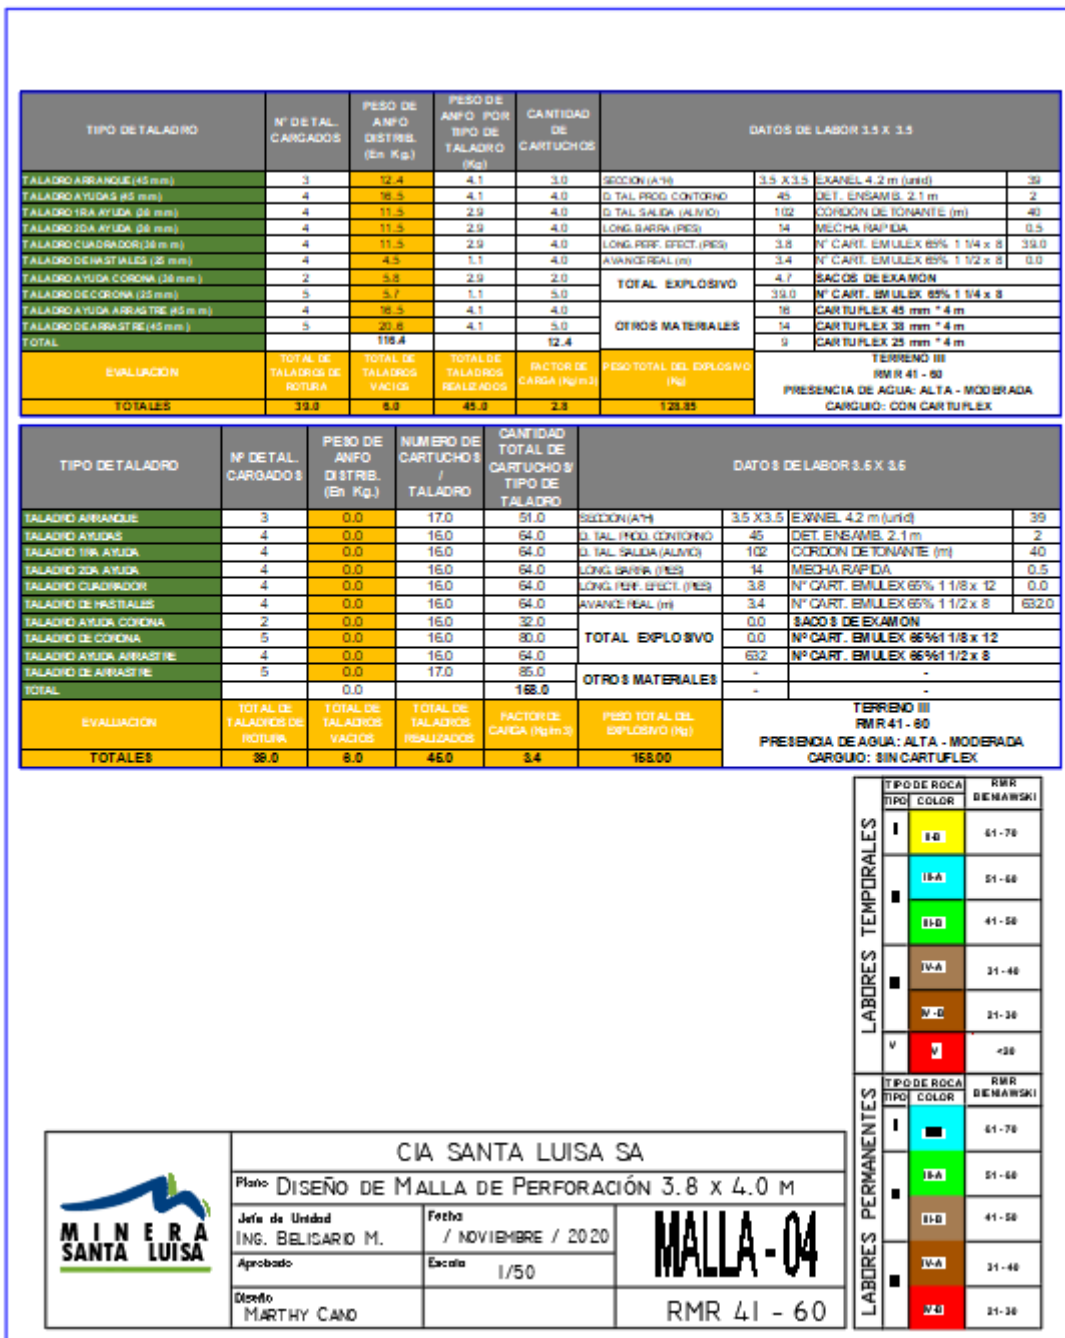 TIPO DE TALADRO | N° DE TAL. CARGADOS | PESO DE ANFO DISTRIB. (En Kg.) | PESO DE ANFO POR TIPO DE TALADRO (Kg) | CANTIDAD DE CARTUCHOS | DATOS DE LABOR 3.5 X 3.5
TALADRO ARRANQUE (45 mm) | 3 | 12.4 | 4.1 | 3.0 | SECCION (A*H) | 3.5 X 3.5 | EXANEL 4.2 m (unid) | 39
TALADRO AYUDAS (45 mm) | 4 | 16.5 | 4.1 | 4.0 | D. TAL. PROD. CONTORNO | 45 | DET. ENSAMB. 2.1 m | 2
TALADRO 1RA AYUDA (38 mm) | 4 | 11.5 | 2.9 | 4.0 | D. TAL. SALIDA (ALIVIO) | 102 | CORDON DETONANTE (m) | 40
TALADRO 2DA AYUDA (38 mm) | 4 | 11.5 | 2.9 | 4.0 | LONG. BARRA (PIES) | 14 | MECHA RAPIDA | 0.5
TALADRO CUADRADOR (38 mm) | 4 | 11.5 | 2.9 | 4.0 | LONG. PERF. EFECT. (PIES) | 3.8 | N° CART. EMULEX 65% 1 1/4 x 8 | 39.0
TALADRO DE HASTIALES (25 mm) | 4 | 4.5 | 1.1 | 4.0 | AVANCE REAL (m) | 3.4 | N° CART. EMULEX 65% 1 1/2 x 8 | 0.0
TALADRO AYUDA CORONA (38 mm) | 2 | 5.8 | 2.9 | 2.0 | TOTAL EXPLOSIVO | 4.7 | SACOS DE EXAMON
TALADRO DE CORONA (25 mm) | 5 | 5.7 | 1.1 | 5.0 | 39.0 | N° CART. EMULEX 65% 1 1/4 x 8
TALADRO AYUDA ARRASTRE (45 mm) | 4 | 16.5 | 4.1 | 4.0 | OTROS MATERIALES | 16 | CARTUFLEX 45 mm * 4 m
TALADRO DE ARRASTRE (45 mm) | 5 | 20.6 | 4.1 | 5.0 | 14 | CARTUFLEX 38 mm * 4 m
TOTAL | 116.4 | 12.4 | 9 | CARTUFLEX 25 mm * 4 m
EVALUACIÓN | TOTAL DE TALADROS DE ROTURA | TOTAL DE TALADROS VACIOS | TOTAL DE TALADROS REALIZADOS | FACTOR DE CARGA (Kg/m3) | PESO TOTAL DEL EXPLOSIVO (Kg) | TERRENO III
RMR 41 - 60
PRESENCIA DE AGUA: ALTA - MODERADA
TOTALES | 39.0 | 6.0 | 45.0 | 2.8 | 128.85 | CARGUIO: CON CARTUFLEX
TIPO DE TALADRO | Nº DE TAL. CARGADOS | PESO DE ANFO DISTRIB. (En Kg.) | NUMERO DE CARTUCHOS / TALADRO | CANTIDAD TOTAL DE CARTUCHOS/ TIPO DE TALADRO | DATOS DE LABOR 3.5 X 3.5
TALADRO ARRANQUE | 3 | 0.0 | 17.0 | 51.0 | SECCION (A*H) | 3.5 X3.5 | EXANEL 4.2 m (unid) | 39
TALADRO AYUDAS | 4 | 0.0 | 16.0 | 64.0 | D. TAL. PROD. CONTORNO | 45 | DET. ENSAMB. 2.1 m | 2
TALADRO 1RA AYUDA | 4 | 0.0 | 16.0 | 64.0 | D. TAL. SALIDA (ALIVIO) | 102 | CORDON DETONANTE (m) | 40
TALADRO 2DA AYUDA | 4 | 0.0 | 16.0 | 64.0 | LONG. BARRA (PIES) | 14 | MECHA RAPIDA | 0.5
TALADRO CUADRADOR | 4 | 0.0 | 16.0 | 64.0 | LONG. PERF. EFECT. (PIES) | 3.8 | N° CART. EMULEX 65% 1 1/8 x 12 | 0.0
TALADRO DE HASTIALES | 4 | 0.0 | 16.0 | 64.0 | AVANCE REAL (m) | 3.4 | N° CART. EMULEX 65% 1 1/2 x 8 | 632.0
TALADRO AYUDA CORONA | 2 | 0.0 | 16.0 | 32.0 | TOTAL EXPLOSIVO | 0.0 | SACOS DE EXAMON
TALADRO DE CORONA | 5 | 0.0 | 16.0 | 80.0 | 0.0 | Nº CART. EMULEX 65%1 1/8 x 12
TALADRO AYUDA ARRASTRE | 4 | 0.0 | 16.0 | 64.0 | 632 | Nº CART. EMULEX 65%1 1/2 x 8
TALADRO DE ARRASTRE | 5 | 0.0 | 17.0 | 85.0 | OTROS MATERIALES | - | -
TOTAL | 0.0 | 158.0 | - | -
EVALUACIÓN | TOTAL DE TALADROS DE ROTURA | TOTAL DE TALADROS VACIOS | TOTAL DE TALADROS REALIZADOS | FACTOR DE CARGA (Kg/m3) | PESO TOTAL DEL EXPLOSIVO (Kg) | TERRENO III
RMR 41 - 60
PRESENCIA DE AGUA: ALTA - MODERADA
TOTALES | 39.0 | 6.0 | 45.0 | 3.4 | 158.00 | CARGUIO: SIN CARTUFLEX
LABORES TEMPORALES
TIPO DE ROCA | RMR BIENIAWSKI
TIPO | COLOR
I | II-B | 61 - 70
III-A | 51 - 60
III-B | 41 - 50
IV-A | 31 - 40
IV-B | 21 - 30
V | V | <20
LABORES PERMANENTES
TIPO DE ROCA | RMR BIENIAWSKI
TIPO | COLOR
I | 61 - 70
III-A | 51 - 60
III-B | 41 - 50
IV-A | 31 - 40
IV-B | 21 - 30
MINERA
SANTA LUISA
CIA SANTA LUISA SA
Plano DISEÑO DE MALLA DE PERFORACIÓN 3.8 X 4.0 M
Jefe de Unidad
ING. BELISARIO M.
Fecha
/ NOVIEMBRE / 2020
MALLA - 04
Aprobado
Escala
1/50
Diseño
MARTHY CANO
RMR 41 - 60